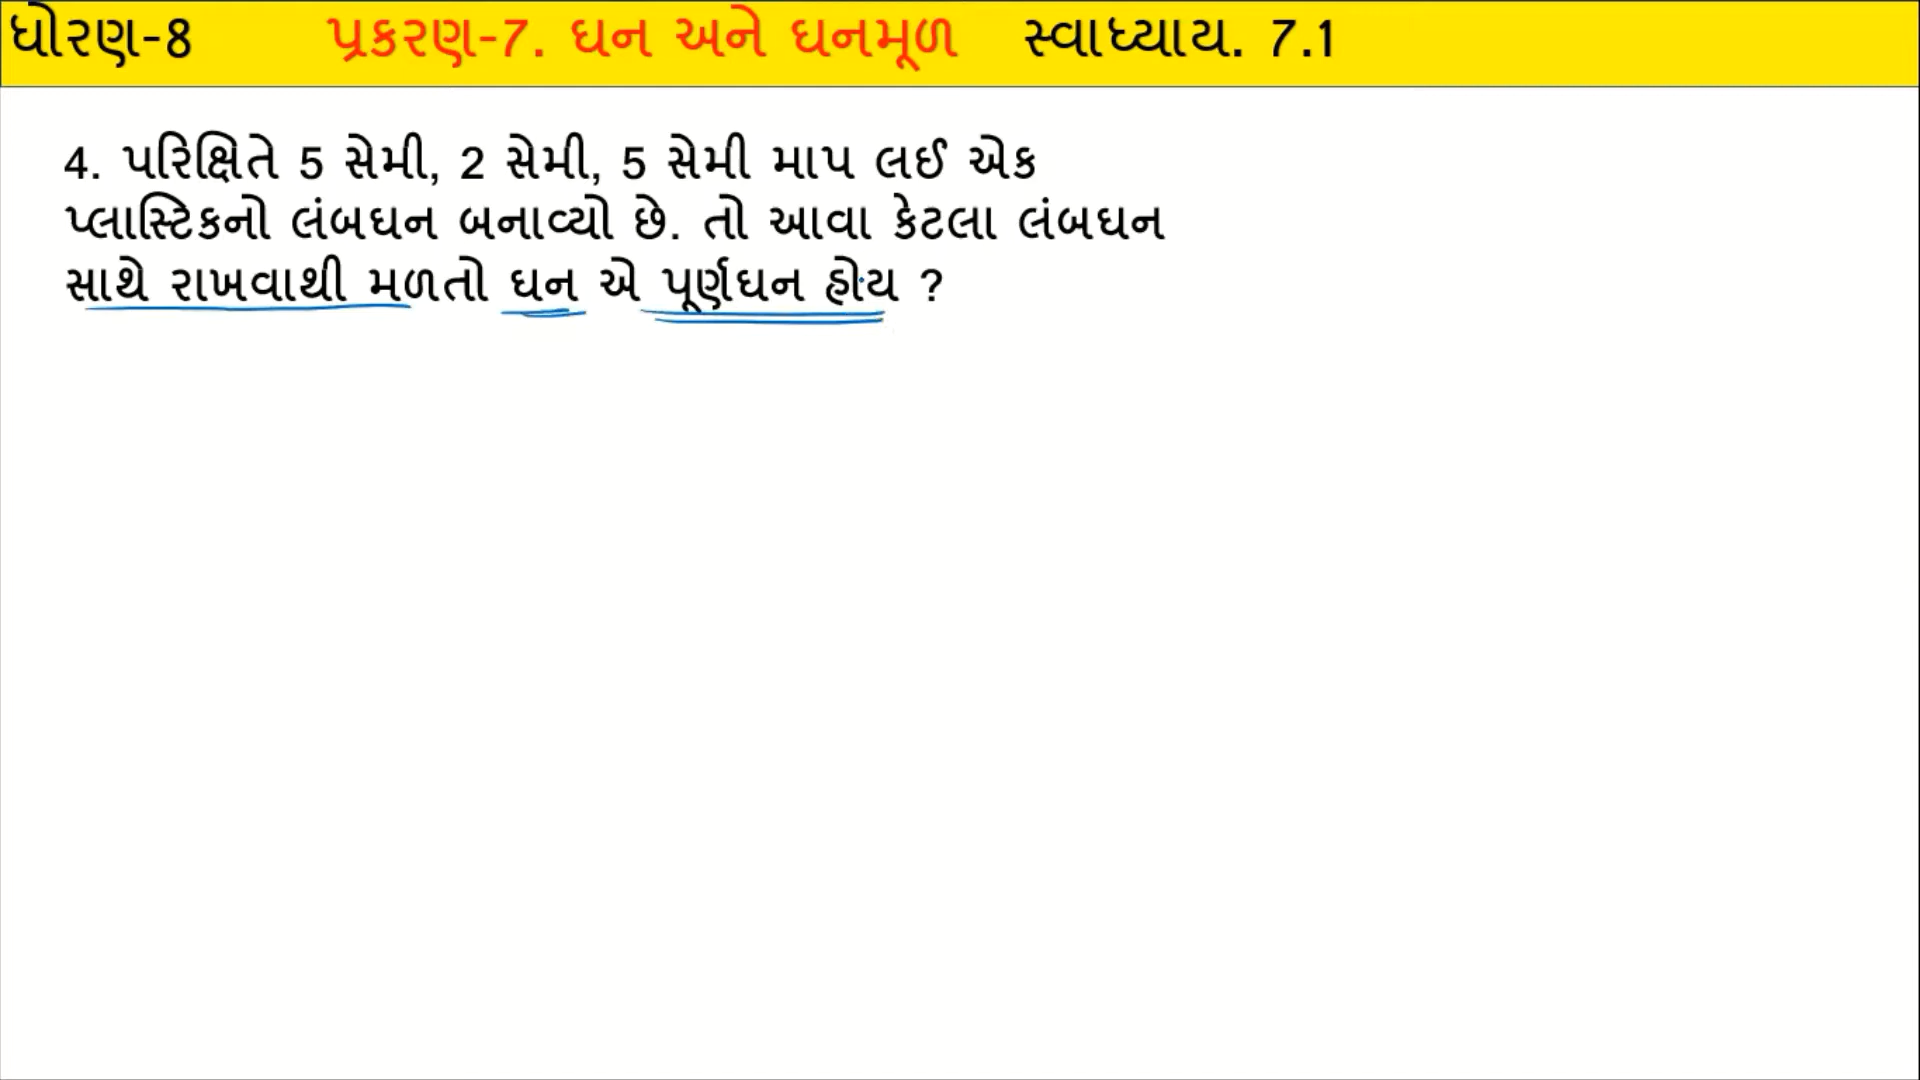 ધોરણ-8 પ્રકરણ-7. ઘન અને ઘનમૂળ સ્વાધ્યાય. 7.1
4. પરિક્ષિતે 5 સેમી, 2 સેમી, 5 સેમી માપ લઈ એક
પ્લાસ્ટિકનો લંબઘન બનાવ્યો છે. તો આવા કેટલા લંબઘન
સાથે રાખવાથી મળતો ઘન એ પૂર્ણઘન હોય ?